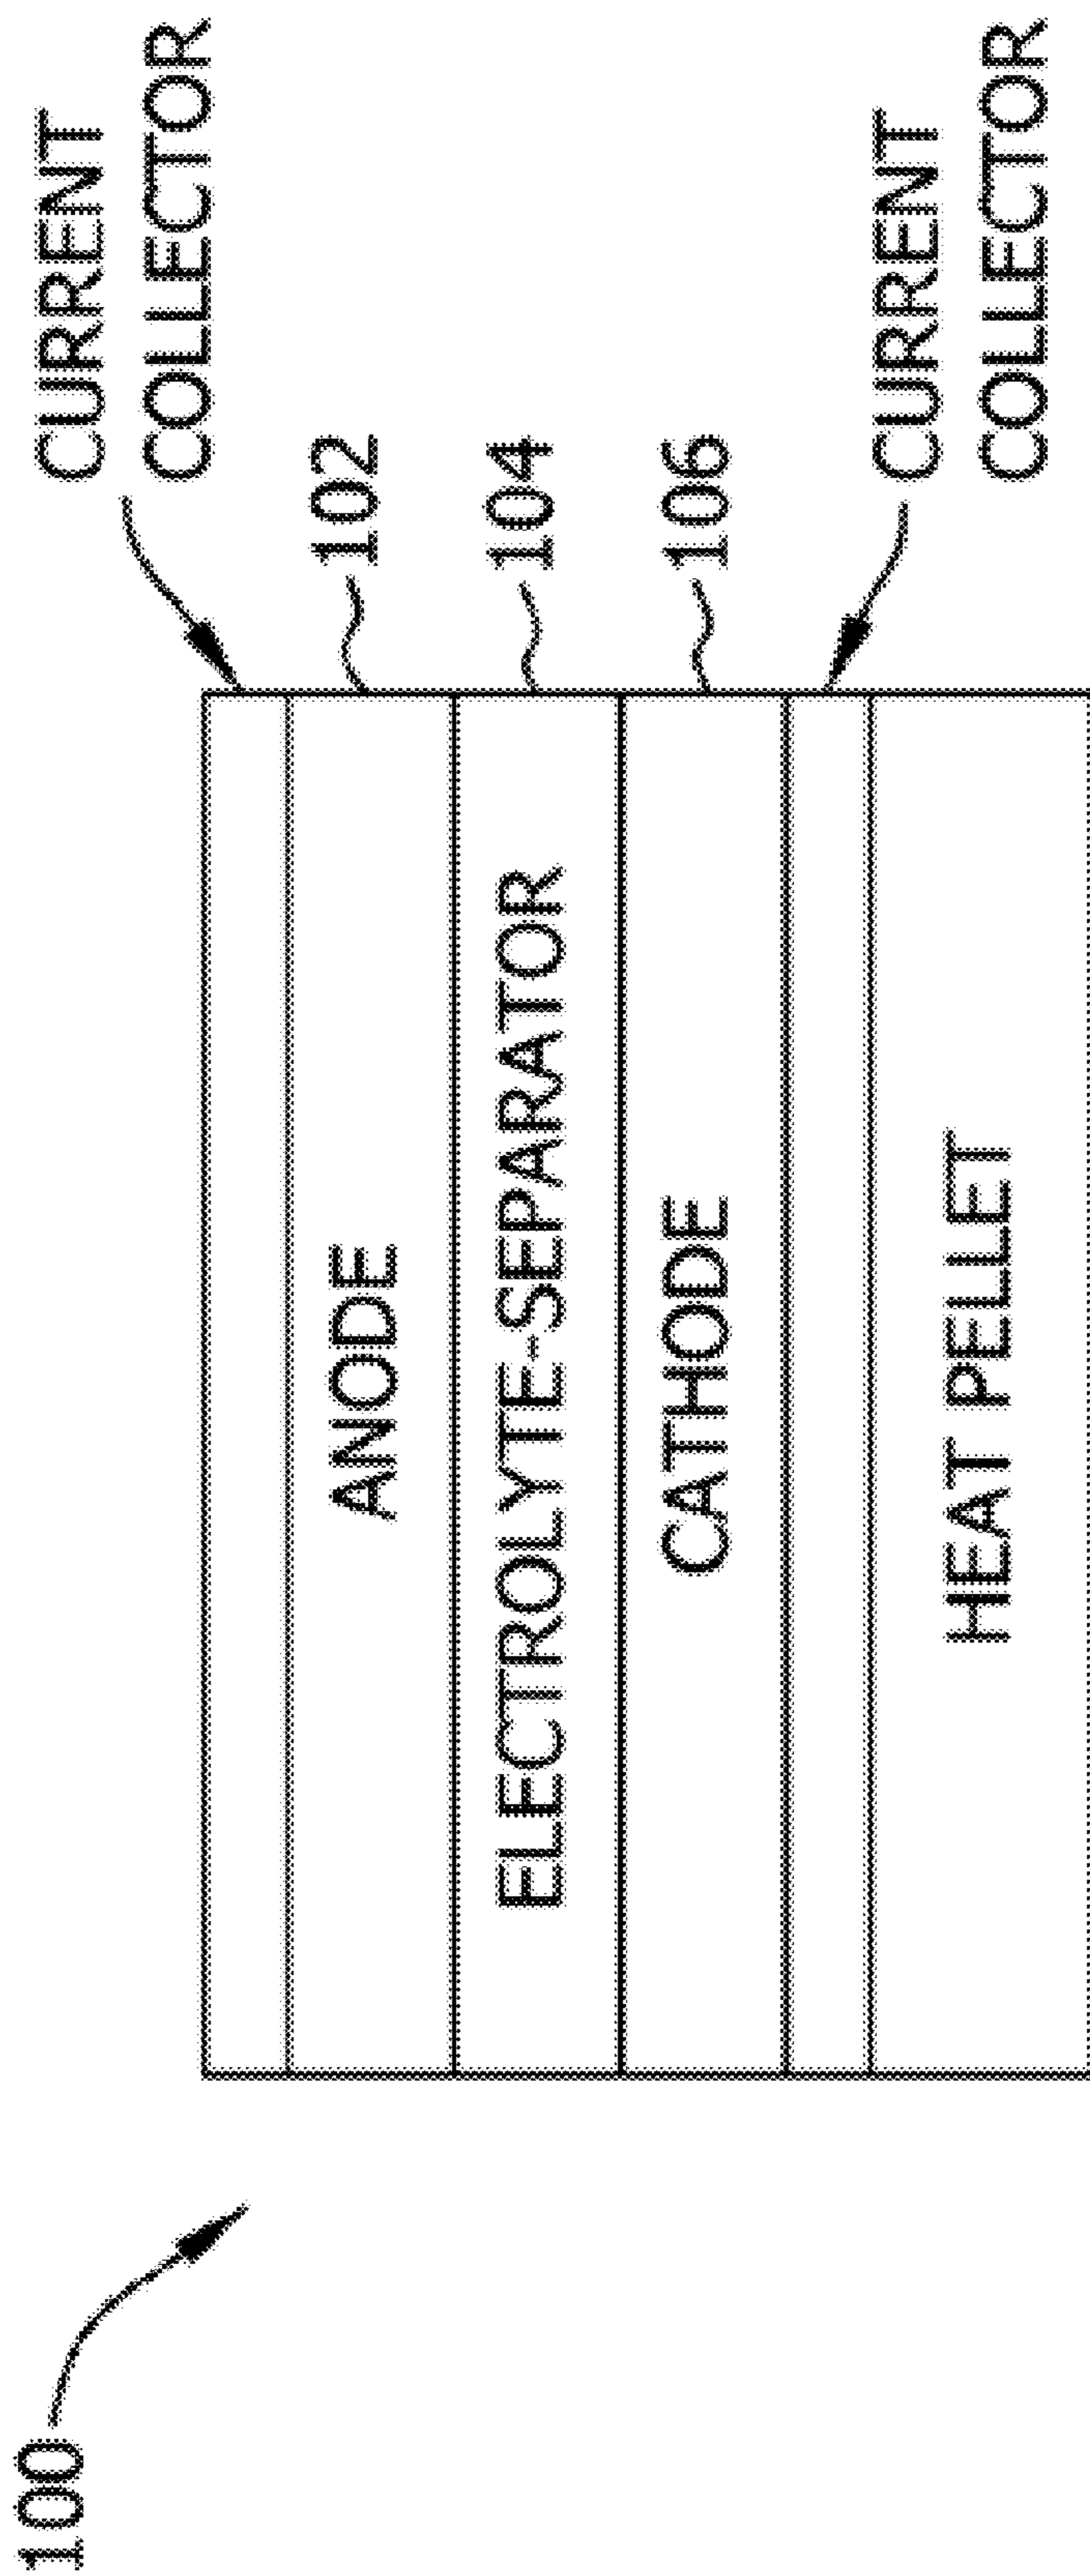 100
CURRENT
COLLECTOR
ANODE
102
ELECTROLYTE-SEPARATOR
104
CATHODE
106
CURRENT
COLLECTOR
HEAT PELLET